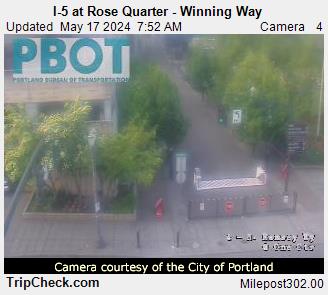 I-5 at Rose Quarter - Winning Way
Updated May 17 2024 7:52 AM Camera 4
PBOT
PORTLAND BUREAU OF TRANSPORTATION
Camera courtesy of the City of Portland
TripCheck.com Milepost302.00